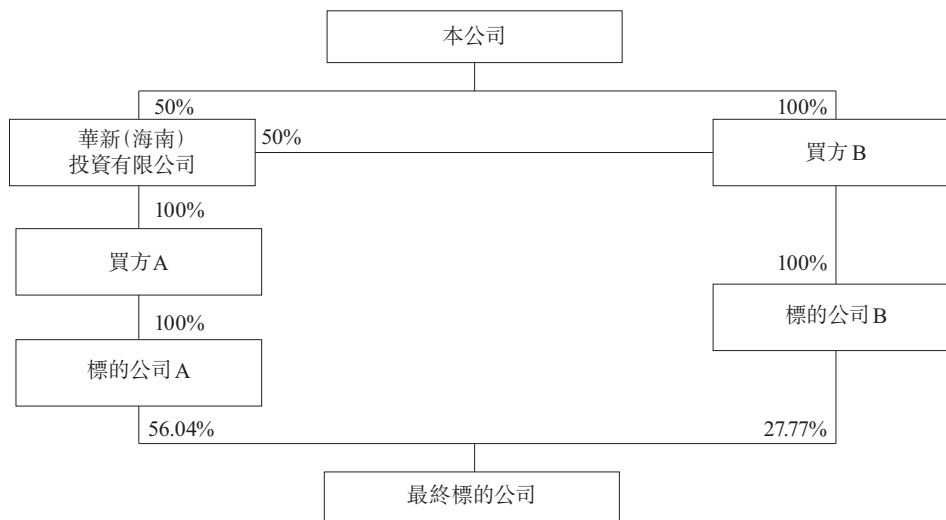 本公司
50%
100%
華新(海南)
投資有限公司
50%
買方B
100%
買方A
100%
標的公司B
100%
標的公司A
56.04%
27.77%
最終標的公司